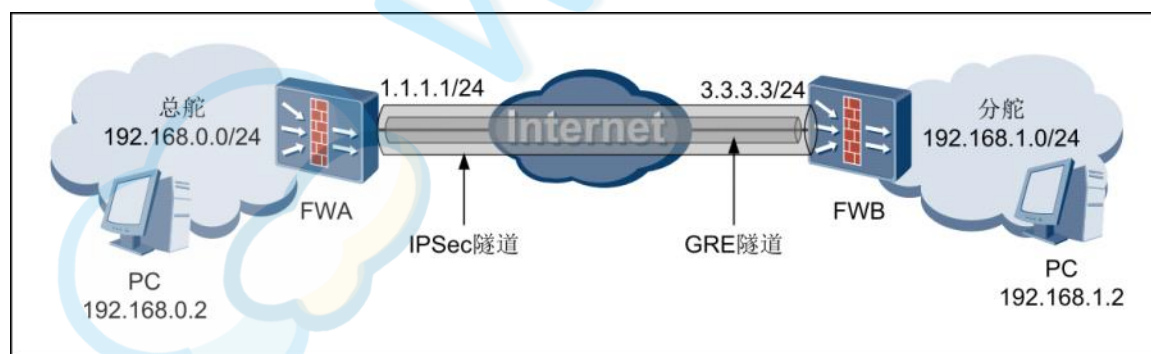 总舵
192.168.0.0/24
1.1.1.1/24
Internet
3.3.3.3/24
分舵
192.168.1.0/24
FWA
FWB
IPSec隧道
GRE隧道
PC
192.168.0.2
PC
192.168.1.2